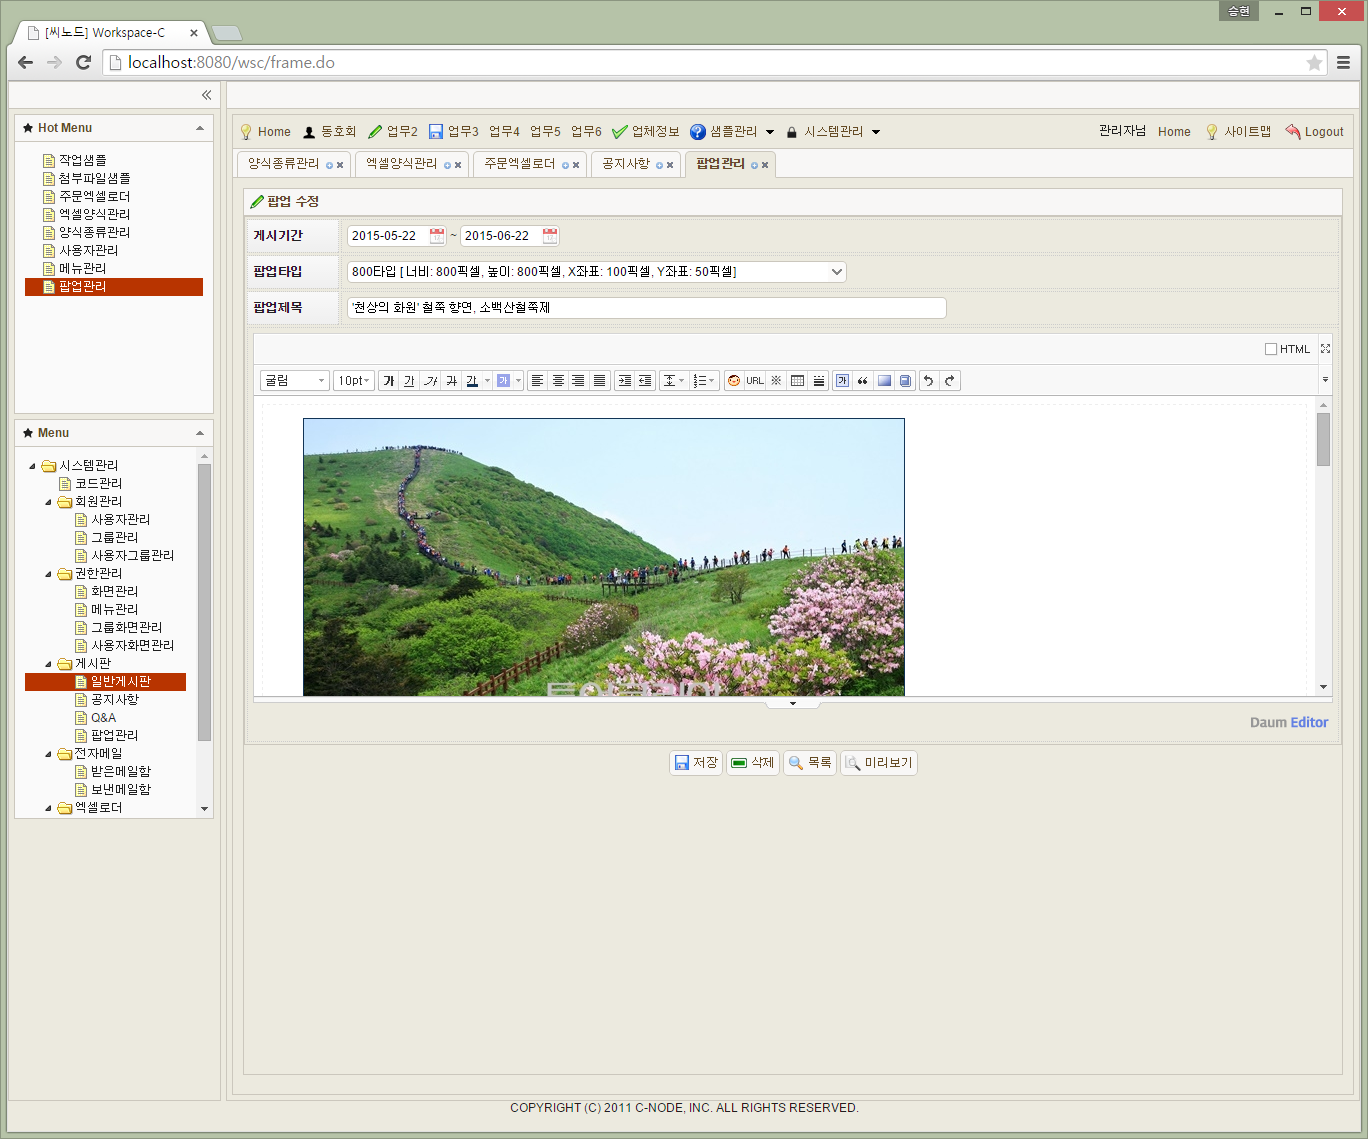 승현
[씨노드] Workspace-C
localhost:8080/wsc/frame.do
Hot Menu
작업샘플
첨부파일샘플
주문엑셀로더
엑셀양식관리
양식종류관리
사용자관리
메뉴관리
팝업관리
Menu
시스템관리
코드관리
회원관리
사용자관리
그룹관리
사용자그룹관리
권한관리
화면관리
메뉴관리
그룹화면관리
사용자화면관리
게시판
일반게시판
공지사항
Q&A
팝업관리
전자메일
받은메일함
보낸메일함
엑셀로더
Home 동호회 업무2 업무3 업무4 업무5 업무6 업체정보 샘플관리 시스템관리 관리자님 Home 사이트맵 Logout
양식종류관리 엑셀양식관리 주문엑셀로더 공지사항 팝업관리
팝업 수정
게시기간 2015-05-22 ~ 2015-06-22
팝업타입 800타입 [ 너비: 800픽셀, 높이: 800픽셀, X좌표: 100픽셀, Y좌표: 50픽셀]
팝업제목 '천상의 화원' 철쭉 향연, 소백산철쭉제
HTML
굴림 10pt 가 가 가 가 가 가 URL ※ 가
Daum Editor
저장 삭제 목록 미리보기
COPYRIGHT (C) 2011 C-NODE, INC. ALL RIGHTS RESERVED.